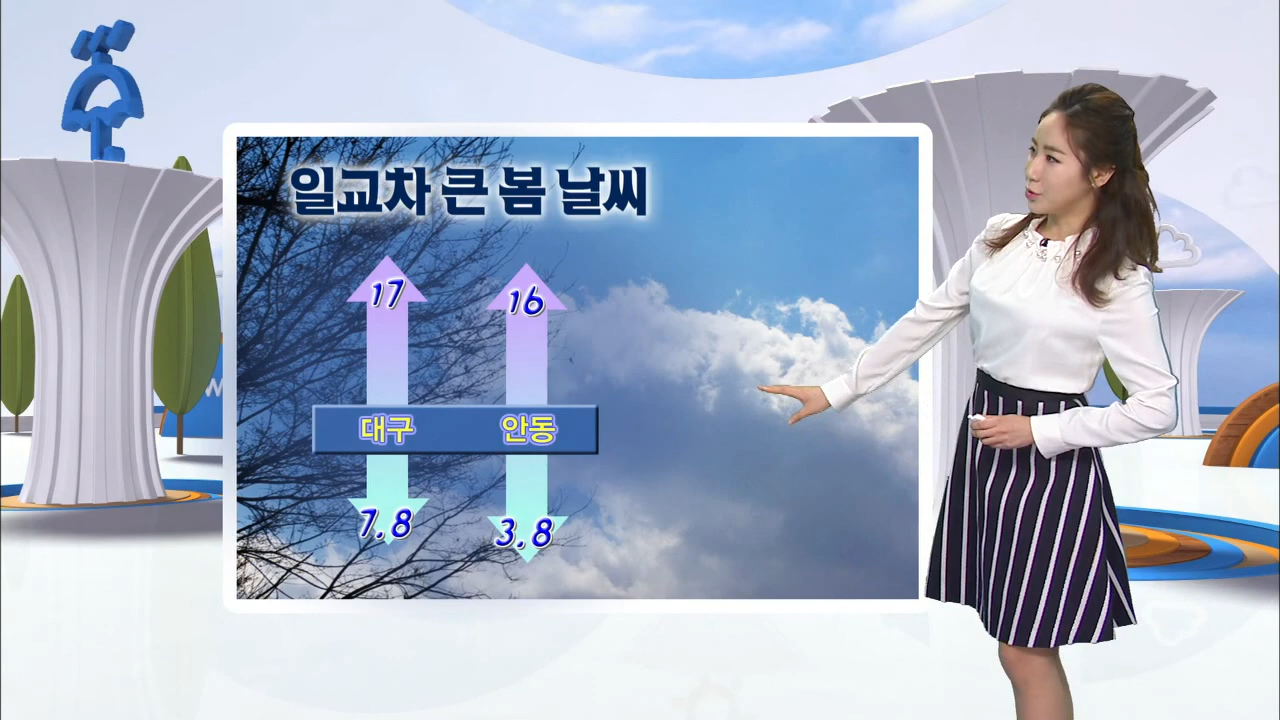 일교차 큰 봄 날씨
17 16
대구 안동
7.8 3.8